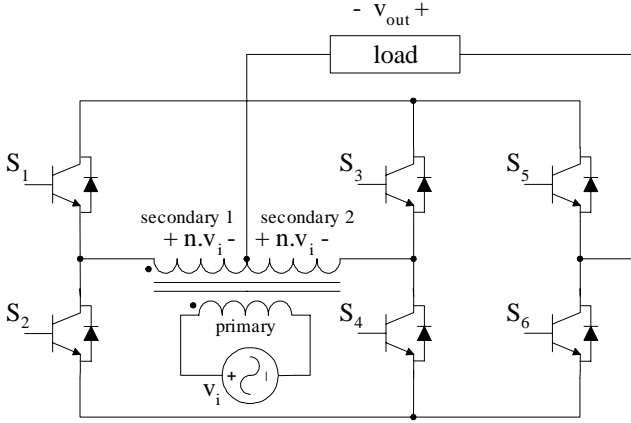 - v_out +
load
S_1
S_3
S_5
secondary 1
secondary 2
+ n.v_i -
+ n.v_i -
S_2
primary
S_4
S_6
v_i
+
-